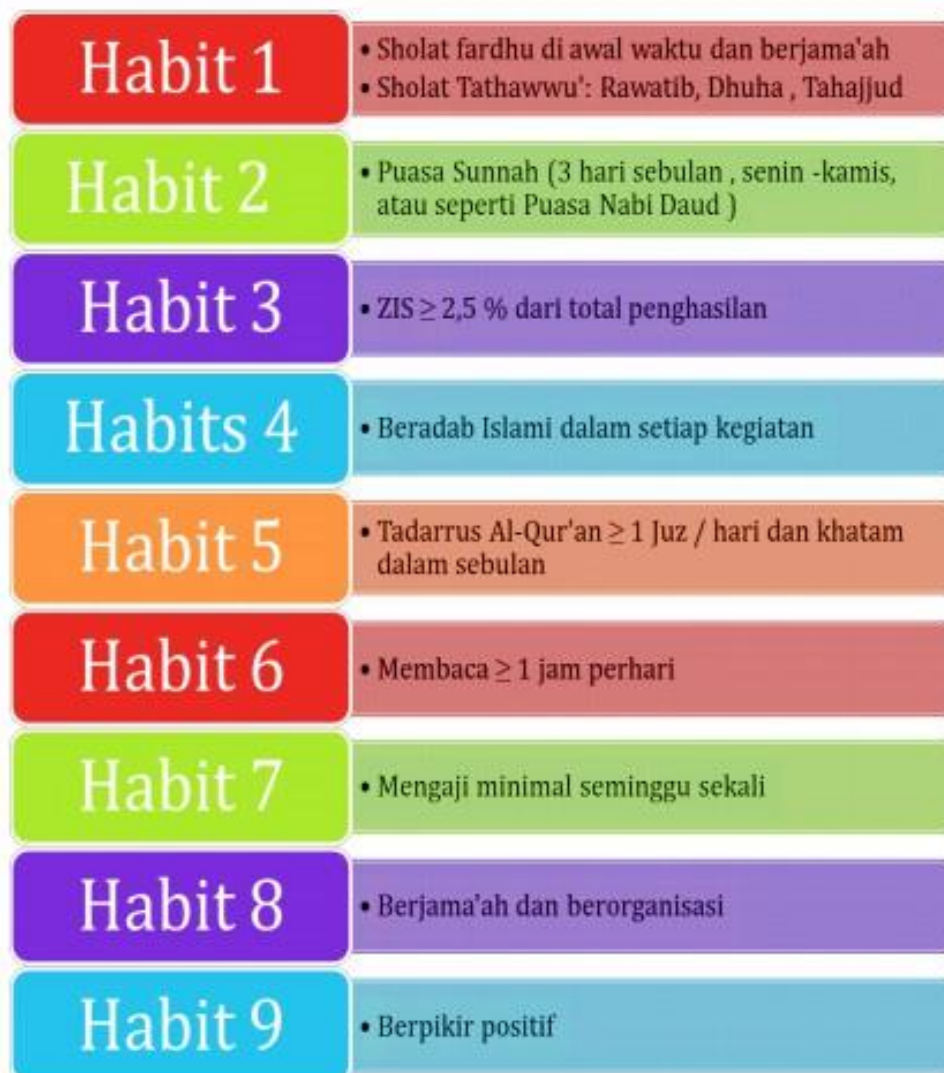 Habit 1
• Sholat fardhu di awal waktu dan berjama'ah
• Sholat Tathawwu': Rawatib, Dhuha , Tahajjud
Habit 2
• Puasa Sunnah (3 hari sebulan , senin -kamis,
atau seperti Puasa Nabi Daud )
Habit 3
• ZIS ≥ 2,5 % dari total penghasilan
Habits 4
• Beradab Islami dalam setiap kegiatan
Habit 5
• Tadarrus Al-Qur'an ≥ 1 Juz / hari dan khatam
dalam sebulan
Habit 6
• Membaca ≥ 1 jam perhari
Habit 7
• Mengaji minimal seminggu sekali
Habit 8
• Berjama'ah dan berorganisasi
Habit 9
• Berpikir positif